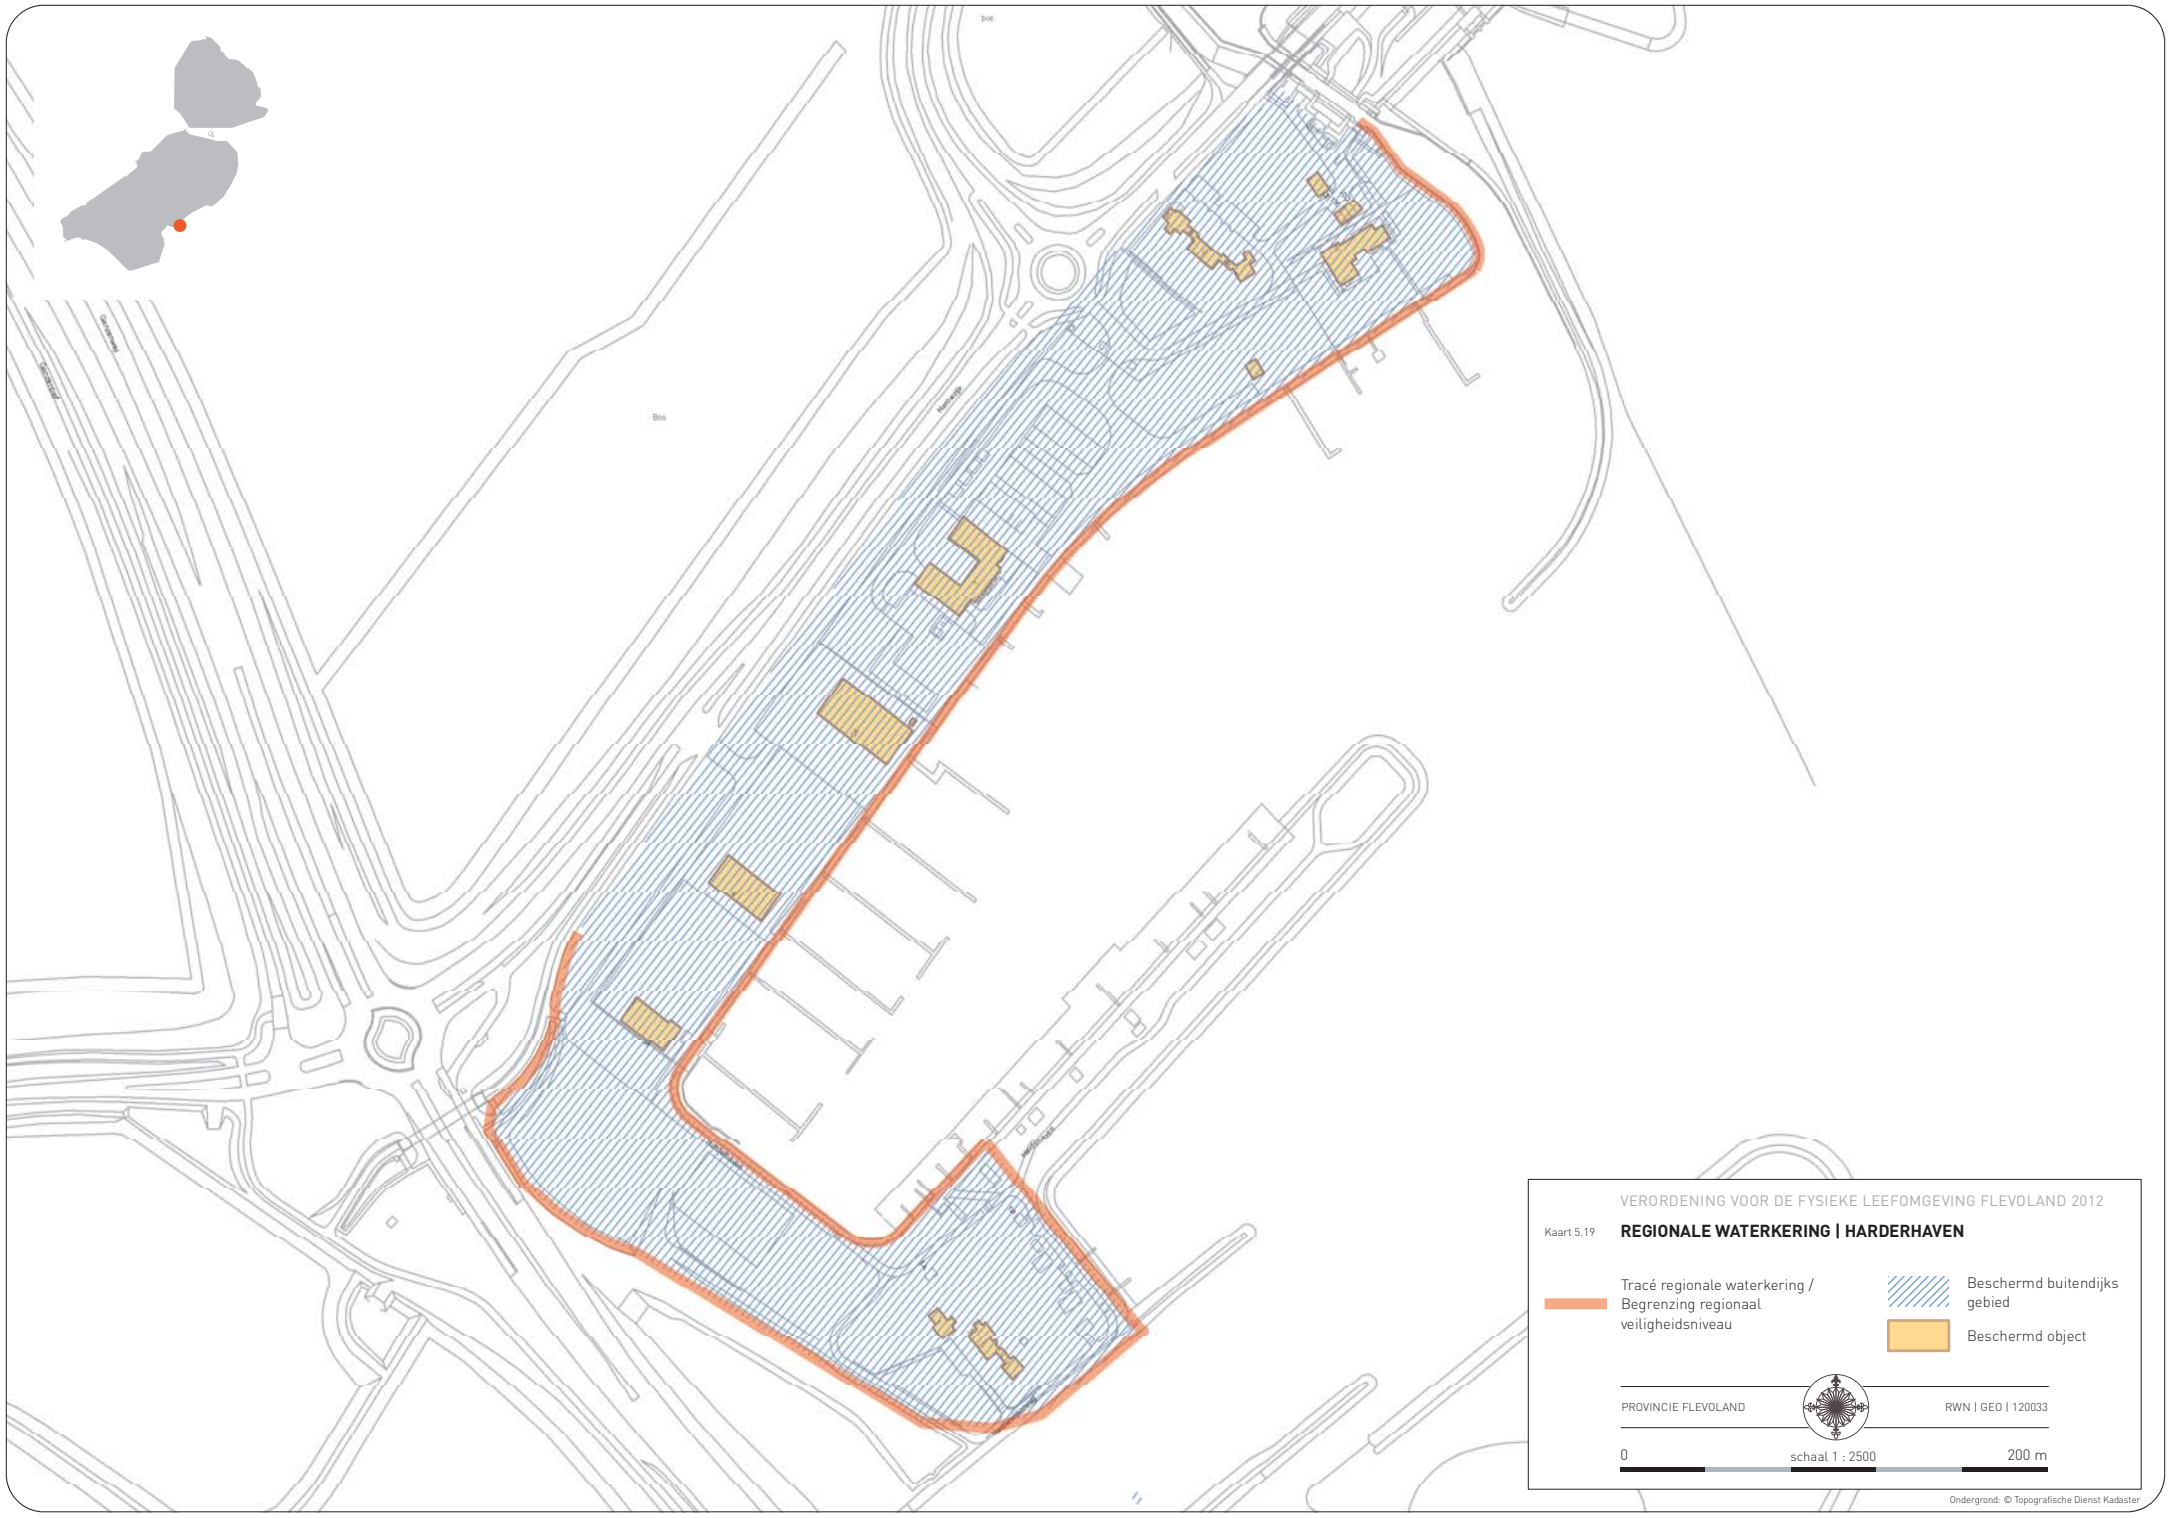 bos
Bos
VERORDENING VOOR DE FYSIEKE LEEFOMGEVING FLEVOLAND 2012
Kaart 5.19
REGIONALE WATERKERING | HARDERHAVEN
Tracé regionale waterkering /
Begrenzing regionaal
veiligheidsniveau
Beschermd buitendijks
gebied
Beschermd object
PROVINCIE FLEVOLAND
RWN | GEO | 120033
0
schaal 1 : 2500
200 m
Ondergrond: © Topografische Dienst Kadaster